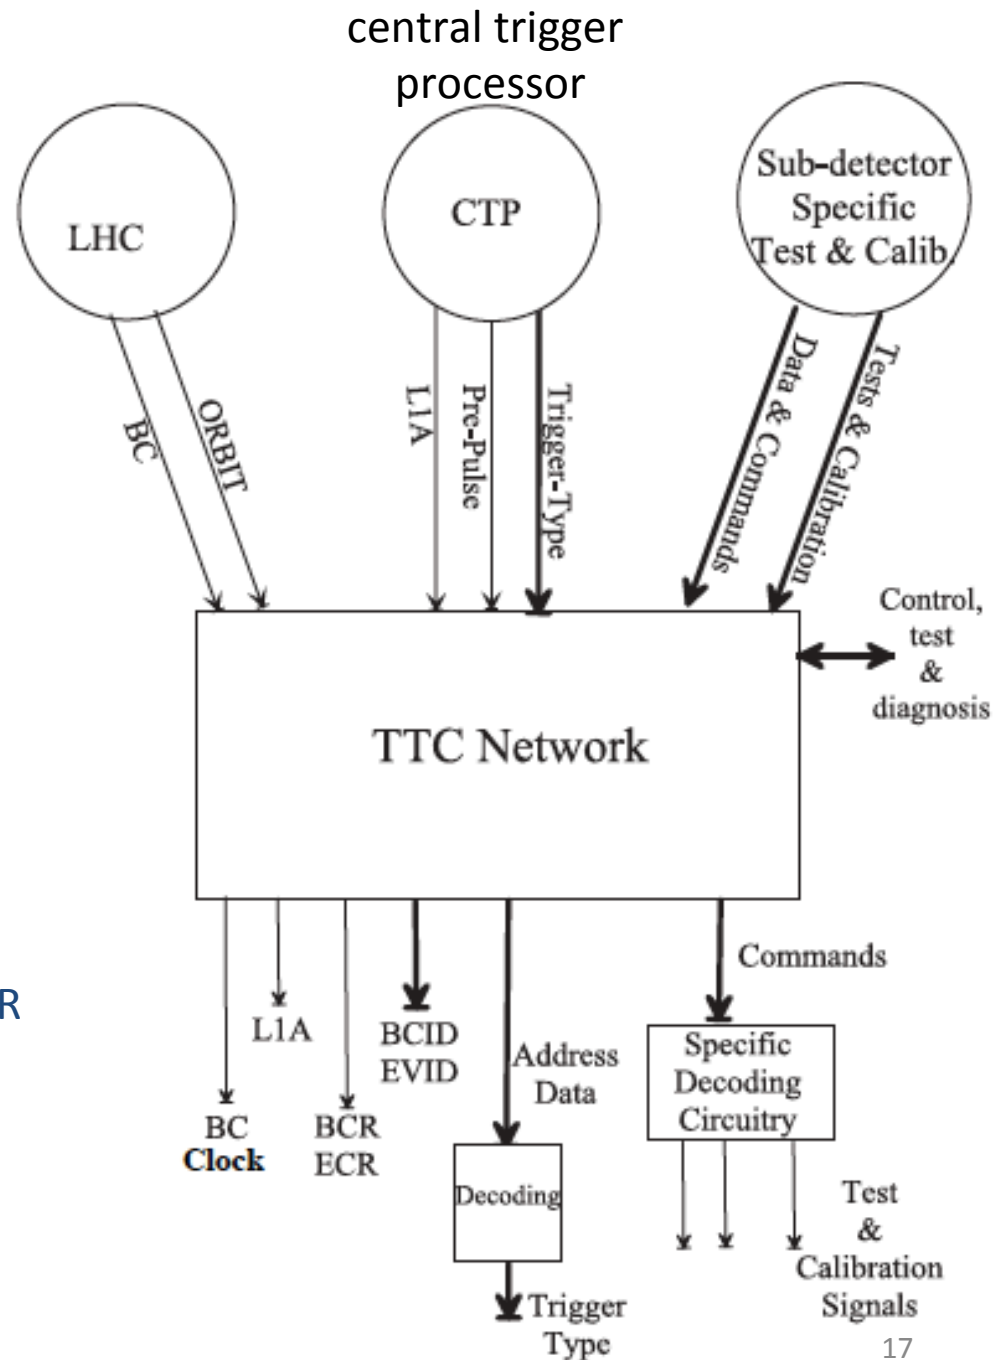 central trigger
processor
LHC
CTP
Sub-detector
Specific
Test & Calib.
BC
ORBIT
L1A
Pre-Pulse
Trigger-Type
Data & Commands
Tests & Calibration
Control,
test
&
diagnosis
TTC Network
Commands
R
L1A
BCID
EVID
Address
Data
Specific
Decoding
Circuitry
BC
Clock
BCR
ECR
Decoding
Test
&
Calibration
Signals
Trigger
Type
17